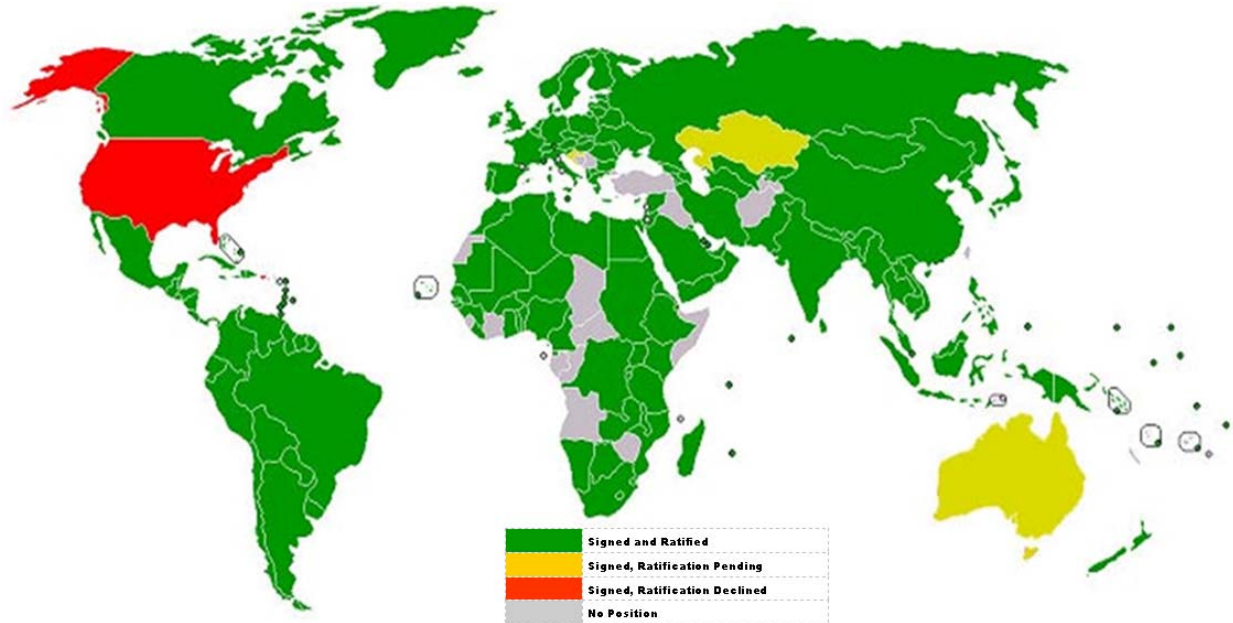 Signed and Ratified
Signed, Ratification Pending
Signed, Ratification Declined
No Position